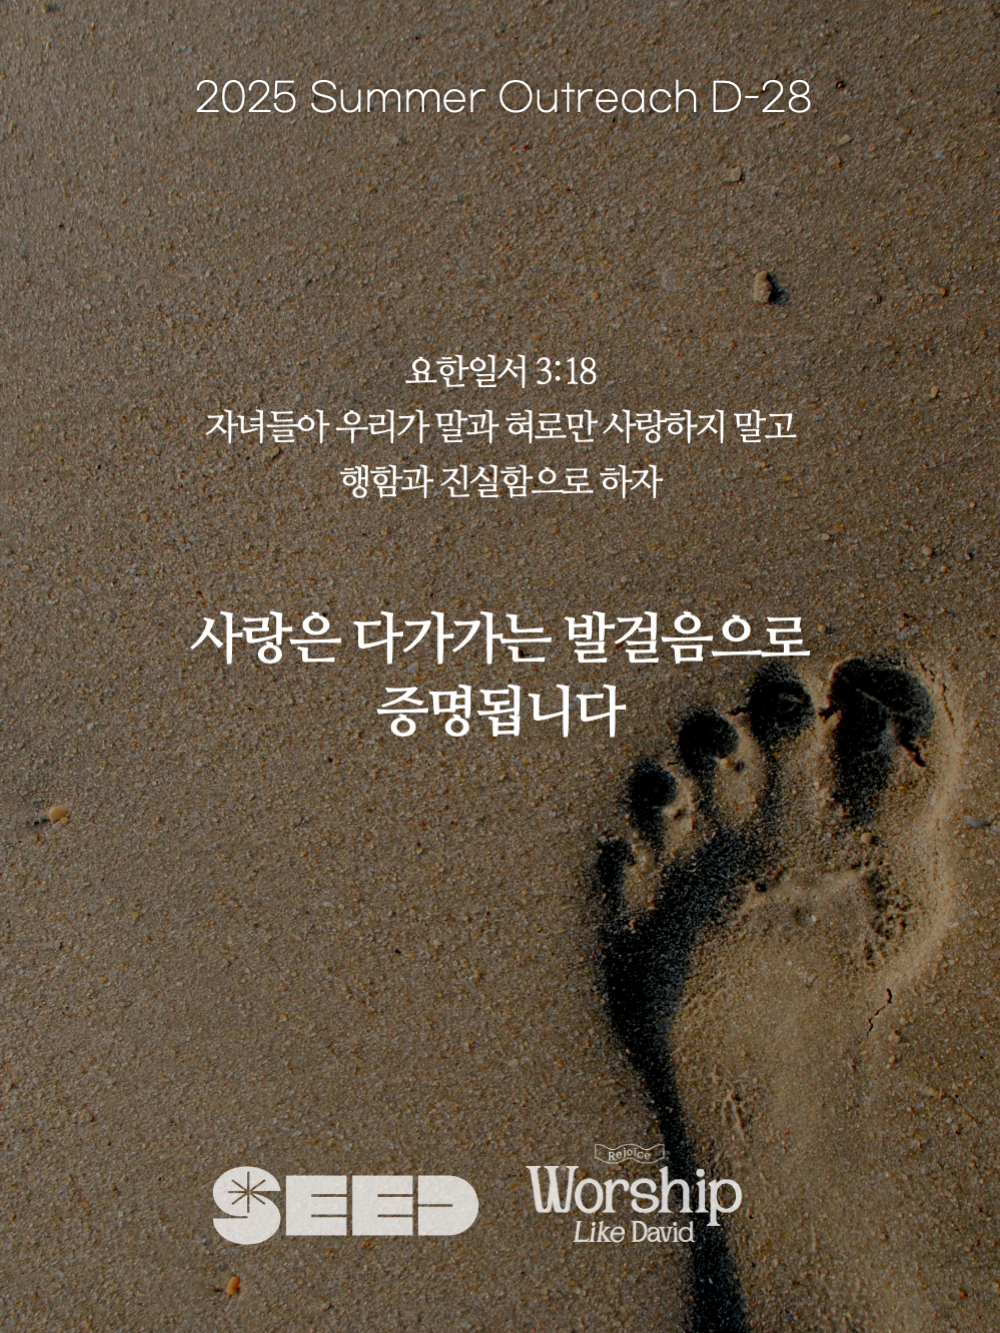 2025 Summer Outreach D-28
요한일서 3:18
자녀들아 우리가 말과 혀로만 사랑하지 말고
행함과 진실함으로 하자
사랑은 다가가는 발걸음으로
증명됩니다
SEED
Rejoice
Worship
Like David